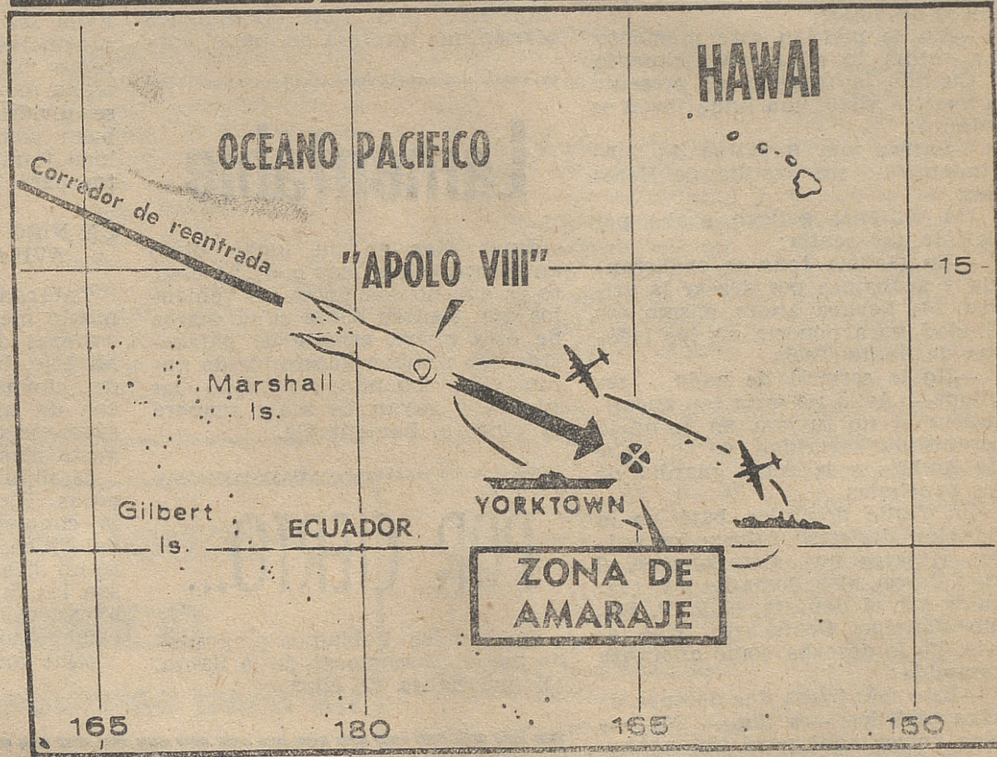 HAWAI
OCEANO PACIFICO
Corredor de reentrada
"APOLO VIII"
15
Marshall
Is.
YORKTOWN
Gilbert
Is.
ECUADOR
ZONA DE
AMARAJE
165
180
165
150